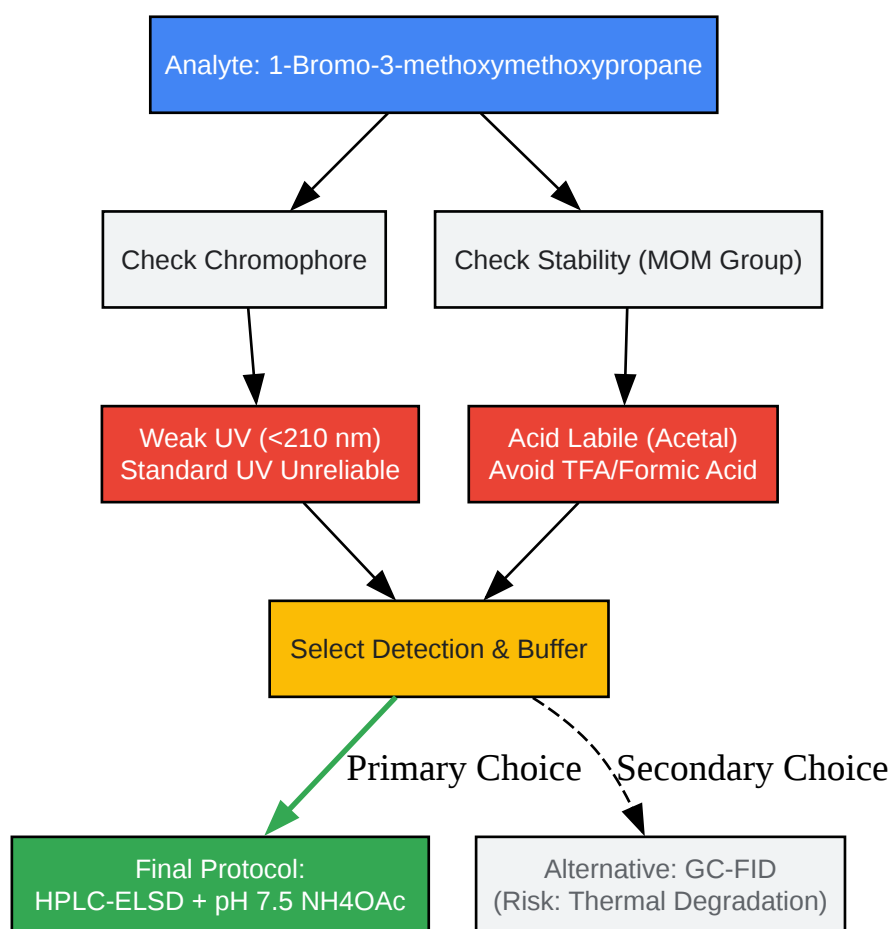 Analyte: 1-Bromo-3-methoxymethoxypropane
Check Chromophore
Check Stability (MOM Group)
Weak UV (<210 nm)
Standard UV Unreliable
Acid Labile (Acetal)
Avoid TFA/Formic Acid
Select Detection & Buffer
Primary Choice
Secondary Choice
Final Protocol:
HPLC-ELSD + pH 7.5 NH4OAc
Alternative: GC-FID
(Risk: Thermal Degradation)